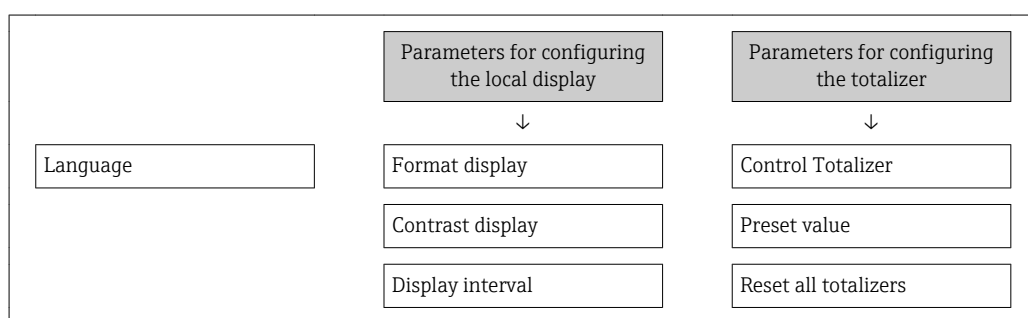 Parameters for configuring
the local display
Parameters for configuring
the totalizer
↓
↓
Language
Format display
Control Totalizer
Contrast display
Preset value
Display interval
Reset all totalizers